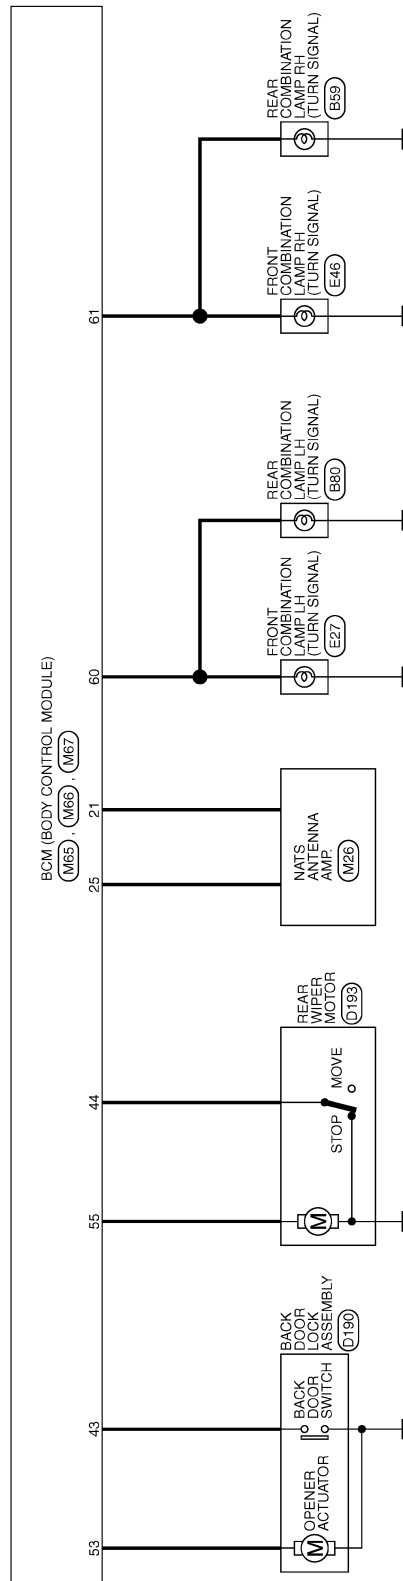 BCM (BODY CONTROL MODULE)
M65 , M66 , M67
53
43
55
44
25
21
60
61
BACK
DOOR
LOCK
ASSEMBLY
D190
OPENER
ACTUATOR
M
BACK
DOOR
SWITCH
REAR
WIPER
MOTOR
D193
M
STOP
MOVE
NATS
ANTENNA
AMP.
M26
FRONT
COMBINATION
LAMP LH
(TURN SIGNAL)
E27
REAR
COMBINATION
LAMP LH
(TURN SIGNAL)
B80
FRONT
COMBINATION
LAMP RH
(TURN SIGNAL)
E46
REAR
COMBINATION
LAMP RH
(TURN SIGNAL)
B59